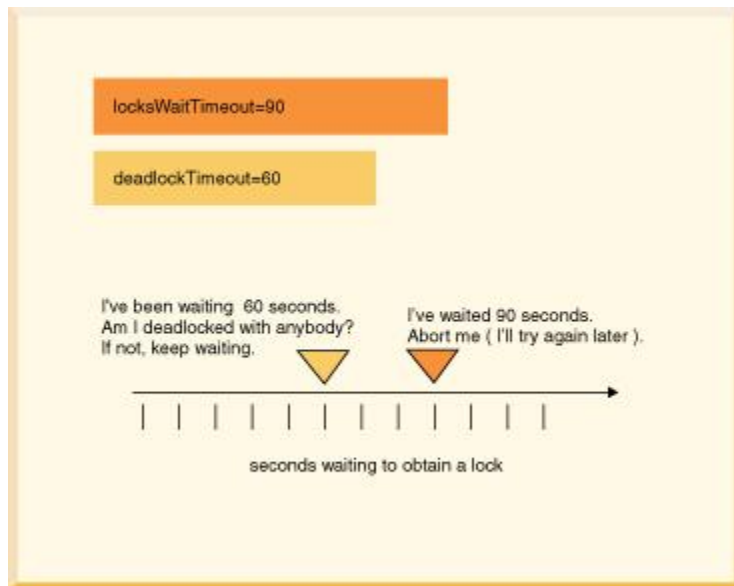 locksWaitTimeout=90
deadlockTimeout=60
I've been waiting 60 seconds.
Am I deadlocked with anybody?
If not, keep waiting.
I've waited 90 seconds.
Abort me ( I'll try again later ).
seconds waiting to obtain a lock